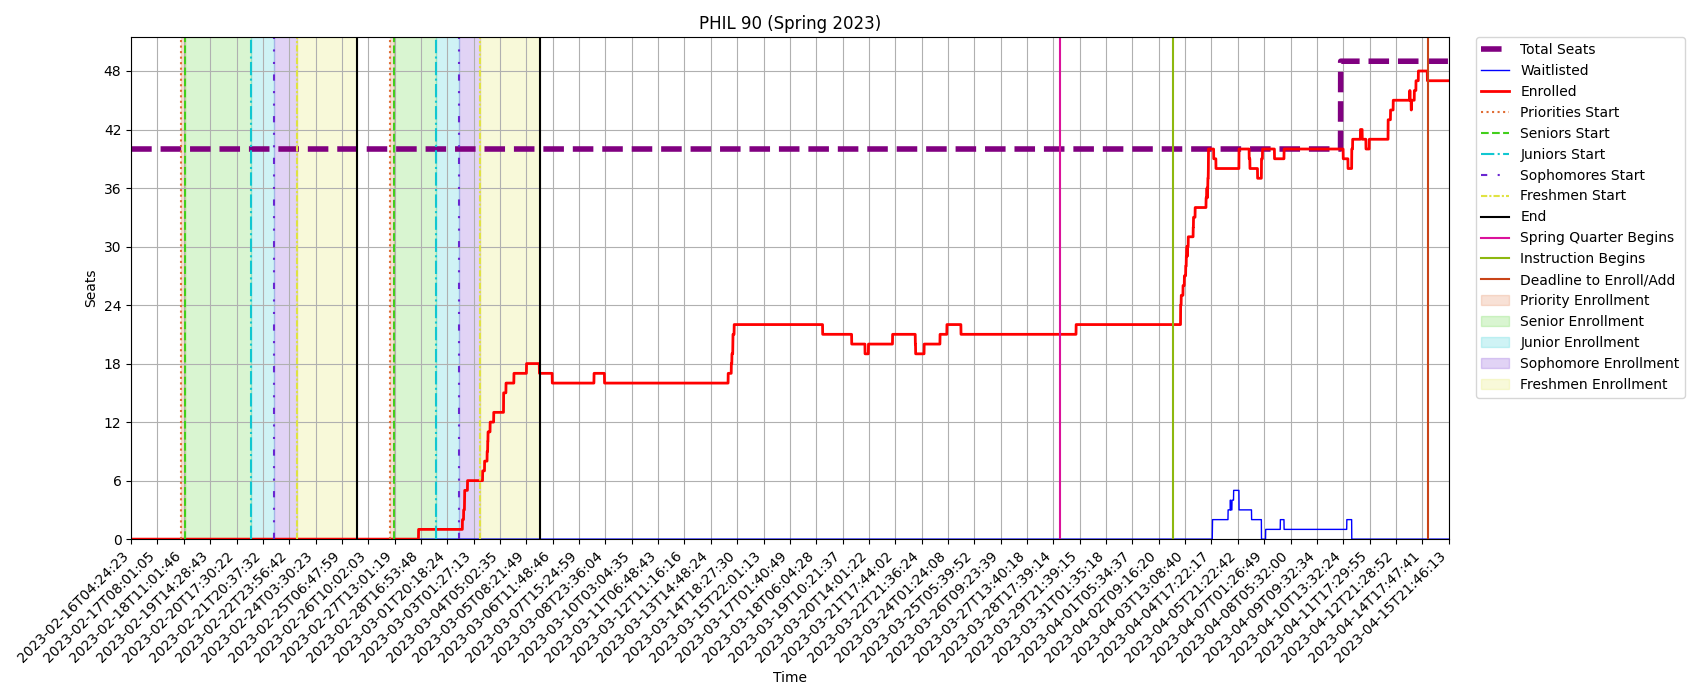 PHIL 90 (Spring 2023)
Seats
48
42
36
30
24
18
12
6
0
2023-02-16T04:24:23
2023-02-17T08:01:05
2023-02-18T11:01:46
2023-02-19T14:28:43
2023-02-20T17:30:22
2023-02-21T20:37:32
2023-02-22T23:56:42
2023-02-24T03:30:23
2023-02-25T06:47:59
2023-02-26T10:02:03
2023-02-27T13:01:19
2023-02-28T16:53:48
2023-03-01T20:18:24
2023-03-04T01:27:13
2023-03-04T05:02:35
2023-03-05T08:21:49
2023-03-06T11:48:46
2023-03-07T15:24:59
2023-03-08T23:36:04
2023-03-10T03:04:35
2023-03-11T06:48:43
2023-03-12T11:16:16
2023-03-13T14:48:24
2023-03-14T18:27:30
2023-03-15T22:01:13
2023-03-17T01:40:49
2023-03-18T06:04:28
2023-03-19T10:21:37
2023-03-20T14:01:22
2023-03-21T17:44:02
2023-03-22T21:36:24
2023-03-24T01:24:08
2023-03-25T05:39:52
2023-03-26T09:23:39
2023-03-27T13:40:18
2023-03-28T17:39:14
2023-03-29T21:39:15
2023-03-31T01:35:18
2023-04-01T05:34:37
2023-04-02T09:16:20
2023-04-03T13:08:40
2023-04-04T17:22:17
2023-04-05T21:22:42
2023-04-07T01:26:49
2023-04-08T05:32:00
2023-04-09T09:32:34
2023-04-10T13:32:24
2023-04-11T17:29:55
2023-04-12T21:28:52
2023-04-14T17:47:41
2023-04-15T21:46:13
Time
Total Seats
Waitlisted
Enrolled
Priorities Start
Seniors Start
Juniors Start
Sophomores Start
Freshmen Start
End
Spring Quarter Begins
Instruction Begins
Deadline to Enroll/Add
Priority Enrollment
Senior Enrollment
Junior Enrollment
Sophomore Enrollment
Freshmen Enrollment